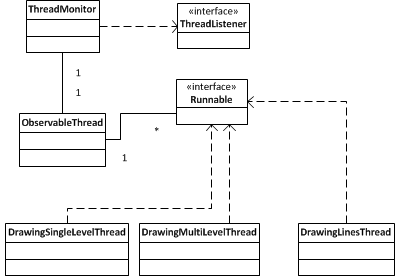 ThreadMonitor
«interface»
ThreadListener
1
1
«interface»
Runnable
ObservableThread
*
1
DrawingSingleLevelThread
DrawingMultiLevelThread
DrawingLinesThread